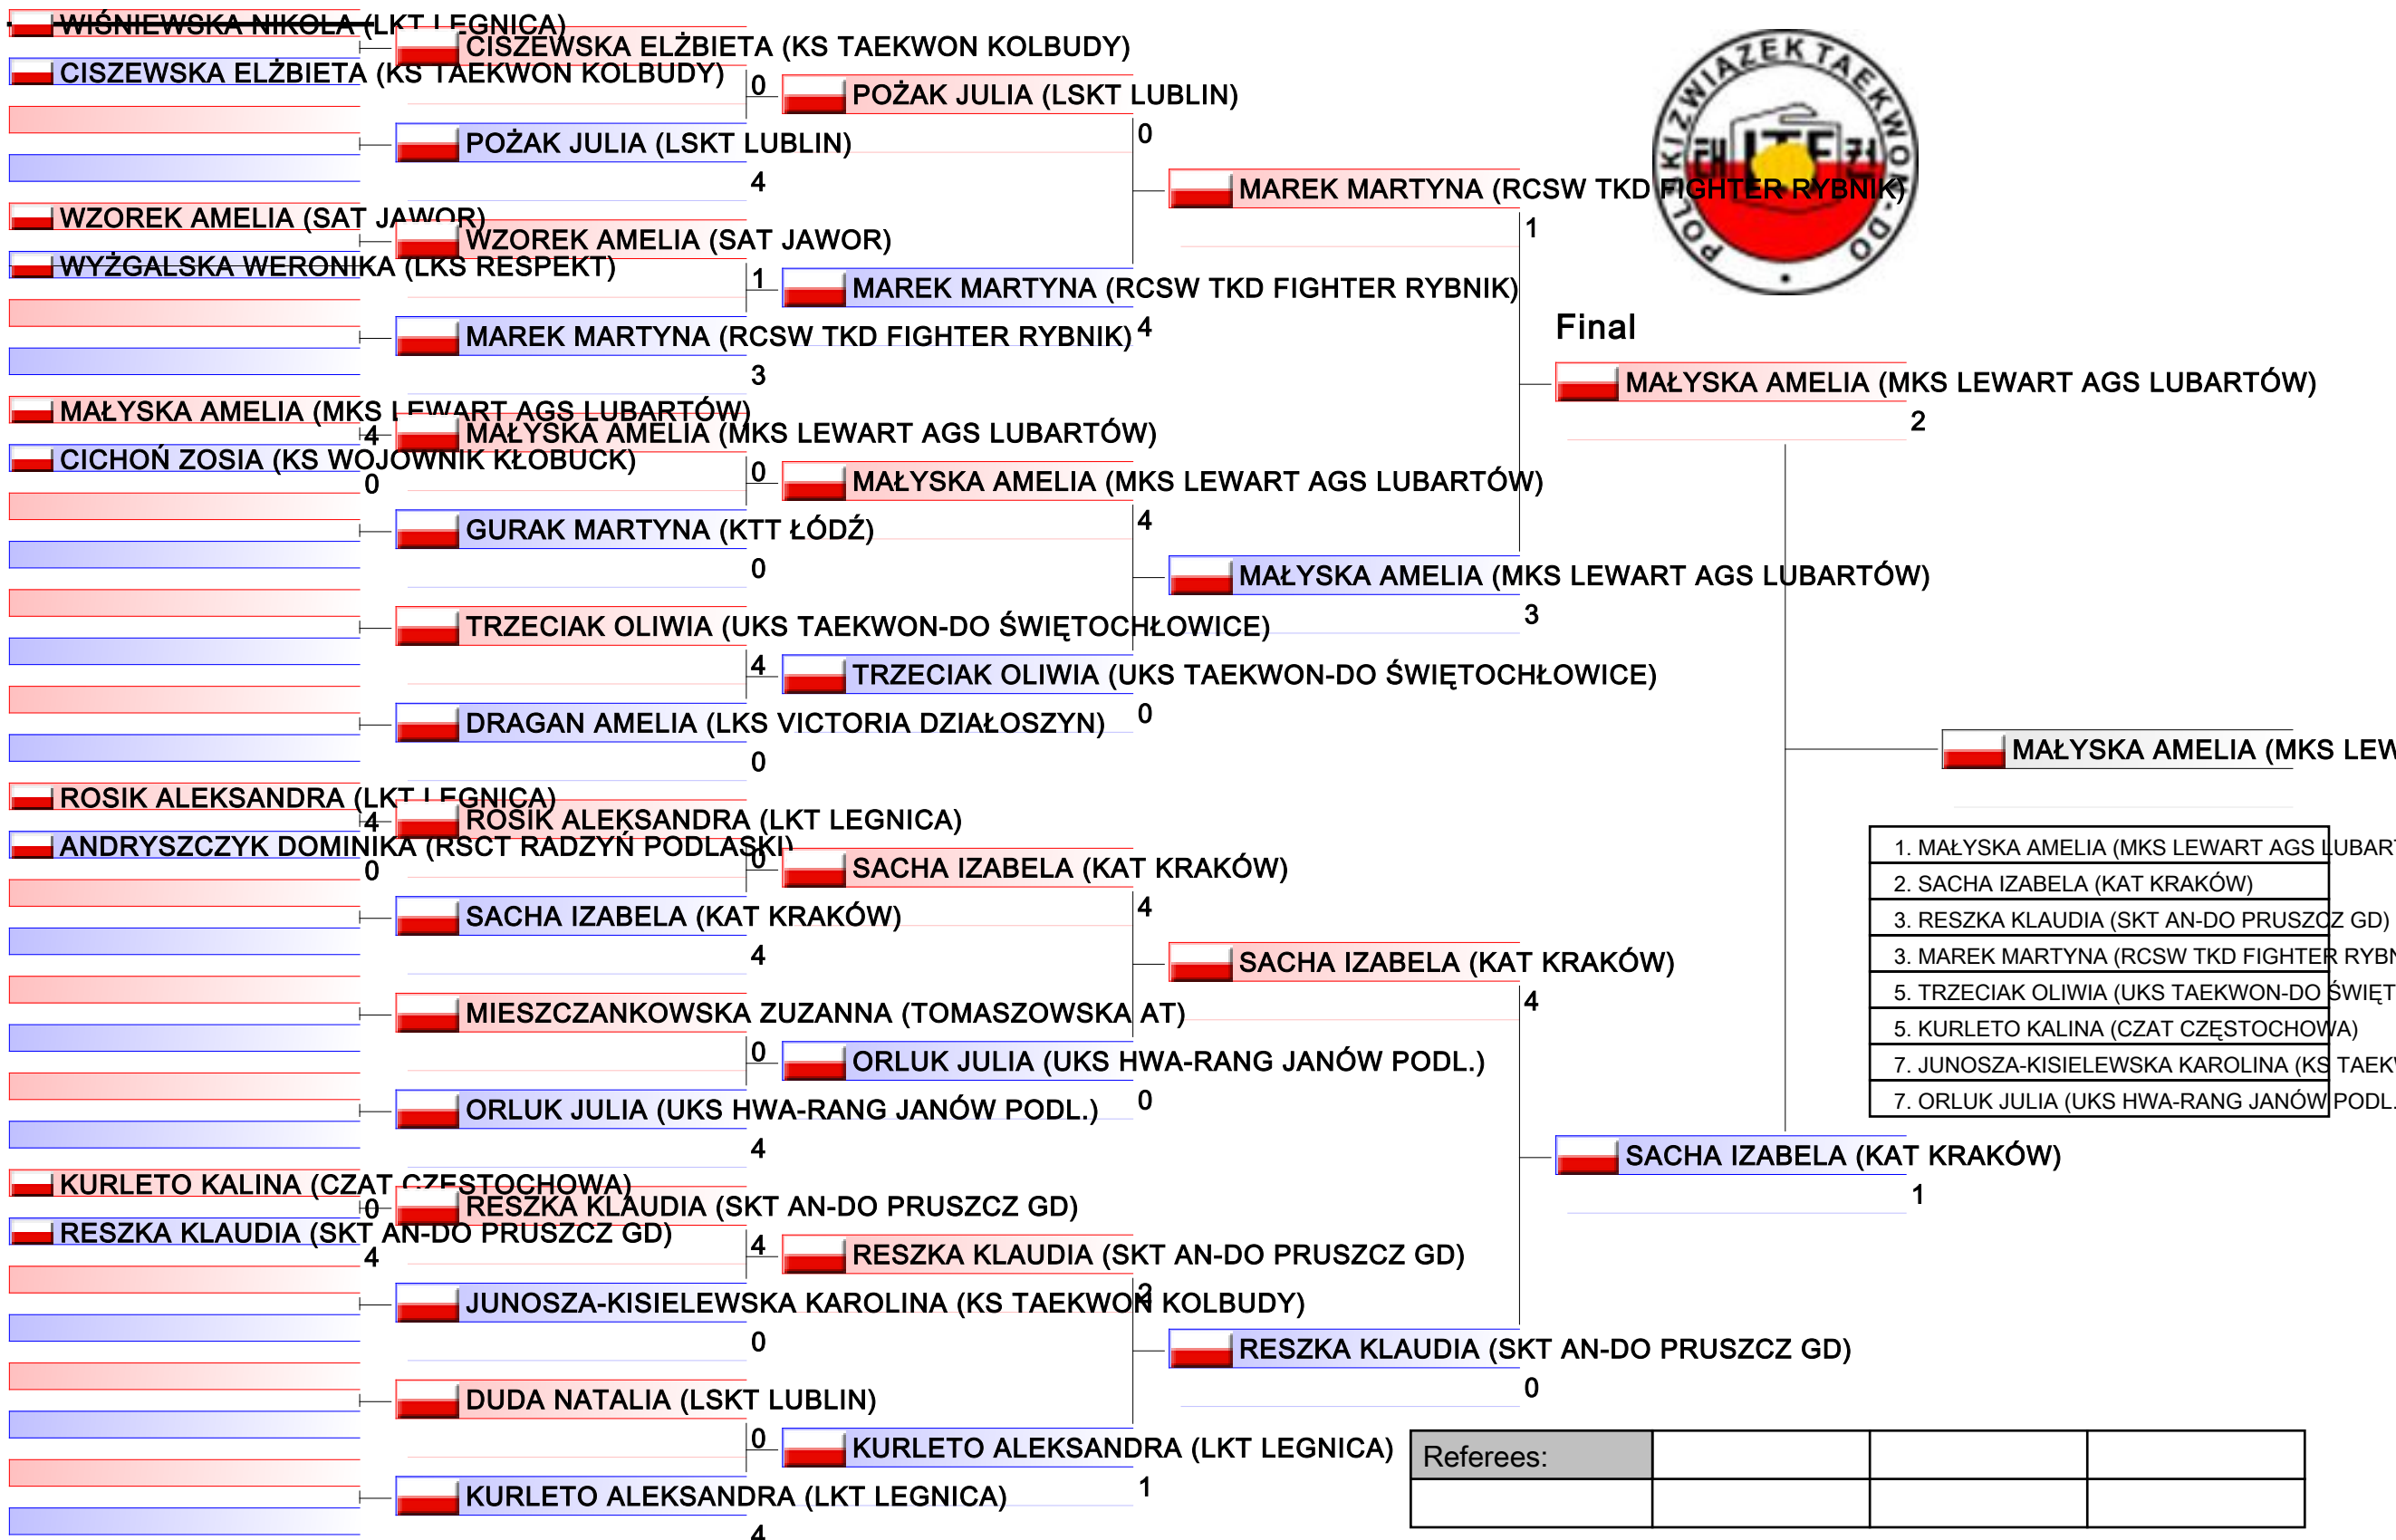 WIŚNIEWSKA NIKOLA (LKT LEGNICA)
CISZEWSKA ELŻBIETA (KS TAEKWON KOLBUDY)
WZOREK AMELIA (SAT JAWOR)
WYŻGALSKA WERONIKA (LKS RESPEKT)
MAŁYSKA AMELIA (MKS LEWART AGS LUBARTÓW)
4
CICHOŃ ZOSIA (KS WOJOWNIK KŁOBUCK)
0
ROSIK ALEKSANDRA (LKT LEGNICA)
4
ANDRYSZCZYK DOMINIKA (RSCT RADZYŃ PODLASKI)
0
KURLETO KALINA (CZAT CZĘSTOCHOWA)
0
RESZKA KLAUDIA (SKT AN-DO PRUSZCZ GD)
4
CISZEWSKA ELŻBIETA (KS TAEKWON KOLBUDY)
0
POŻAK JULIA (LSKT LUBLIN)
4
WZOREK AMELIA (SAT JAWOR)
1
MAREK MARTYNA (RCSW TKD FIGHTER RYBNIK)
3
MAŁYSKA AMELIA (MKS LEWART AGS LUBARTÓW)
0
GURAK MARTYNA (KTT ŁÓDŹ)
0
TRZECIAK OLIWIA (UKS TAEKWON-DO ŚWIĘTOCHŁOWICE)
4
DRAGAN AMELIA (LKS VICTORIA DZIAŁOSZYN)
0
ROSIK ALEKSANDRA (LKT LEGNICA)
0
SACHA IZABELA (KAT KRAKÓW)
4
MIESZCZANKOWSKA ZUZANNA (TOMASZOWSKA AT)
0
ORLUK JULIA (UKS HWA-RANG JANÓW PODL.)
4
RESZKA KLAUDIA (SKT AN-DO PRUSZCZ GD)
4
JUNOSZA-KISIELEWSKA KAROLINA (KS TAEKWON KOLBUDY)
0
DUDA NATALIA (LSKT LUBLIN)
0
KURLETO ALEKSANDRA (LKT LEGNICA)
4
POŻAK JULIA (LSKT LUBLIN)
0
MAREK MARTYNA (RCSW TKD FIGHTER RYBNIK)
4
MAŁYSKA AMELIA (MKS LEWART AGS LUBARTÓW)
4
TRZECIAK OLIWIA (UKS TAEKWON-DO ŚWIĘTOCHŁOWICE)
0
SACHA IZABELA (KAT KRAKÓW)
4
ORLUK JULIA (UKS HWA-RANG JANÓW PODL.)
0
RESZKA KLAUDIA (SKT AN-DO PRUSZCZ GD)
2
KURLETO ALEKSANDRA (LKT LEGNICA)
1
MAREK MARTYNA (RCSW TKD FIGHTER RYBNIK)
1
MAŁYSKA AMELIA (MKS LEWART AGS LUBARTÓW)
3
SACHA IZABELA (KAT KRAKÓW)
4
RESZKA KLAUDIA (SKT AN-DO PRUSZCZ GD)
0
POLSKI ZWIĄZEK TAEKWON-DO
ITF
Final
MAŁYSKA AMELIA (MKS LEWART AGS LUBARTÓW)
2
SACHA IZABELA (KAT KRAKÓW)
1
MAŁYSKA AMELIA (MKS LEW
1. MAŁYSKA AMELIA (MKS LEWART AGS LUBART
2. SACHA IZABELA (KAT KRAKÓW)
3. RESZKA KLAUDIA (SKT AN-DO PRUSZCZ GD)
3. MAREK MARTYNA (RCSW TKD FIGHTER RYBN
5. TRZECIAK OLIWIA (UKS TAEKWON-DO ŚWIĘT
5. KURLETO KALINA (CZAT CZĘSTOCHOWA)
7. JUNOSZA-KISIELEWSKA KAROLINA (KS TAEKW
7. ORLUK JULIA (UKS HWA-RANG JANÓW PODL.
Referees: